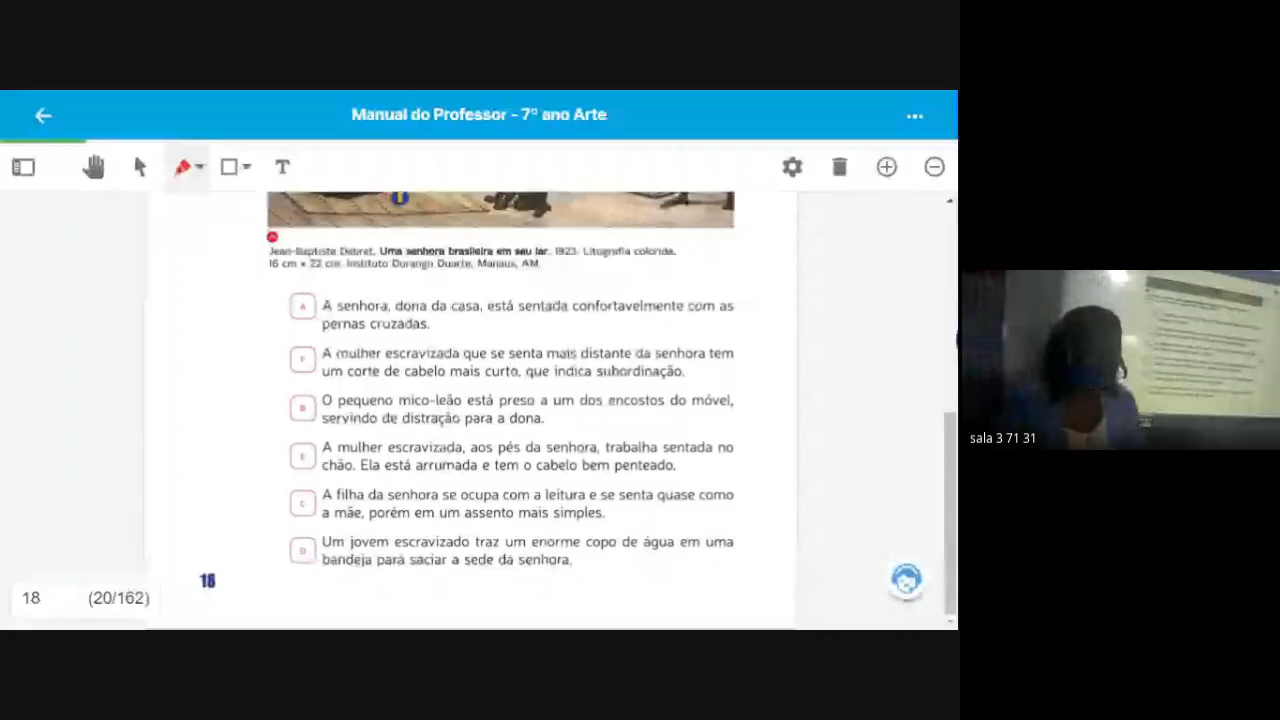 Manual do Professor - 7º ano Arte
T
Jean-Baptiste Debret. Uma senhora brasileira em seu lar. 1823. Litografia colorida.
16 cm × 22 cm. Instituto Durango Duarte, Manaus, AM.
A A senhora, dona da casa, está sentada confortavelmente com as
pernas cruzadas.
F A mulher escravizada que se senta mais distante da senhora tem
um corte de cabelo mais curto, que indica subordinação.
B O pequeno mico-leão está preso a um dos encostos do móvel,
servindo de distração para a dona.
E A mulher escravizada, aos pés da senhora, trabalha sentada no
chão. Ela está arrumada e tem o cabelo bem penteado.
C A filha da senhora se ocupa com a leitura e se senta quase como
a mãe, porém em um assento mais simples.
D Um jovem escravizado traz um enorme copo de água em uma
bandeja para saciar a sede da senhora.
18
18 (20/162)
sala 3 71 31